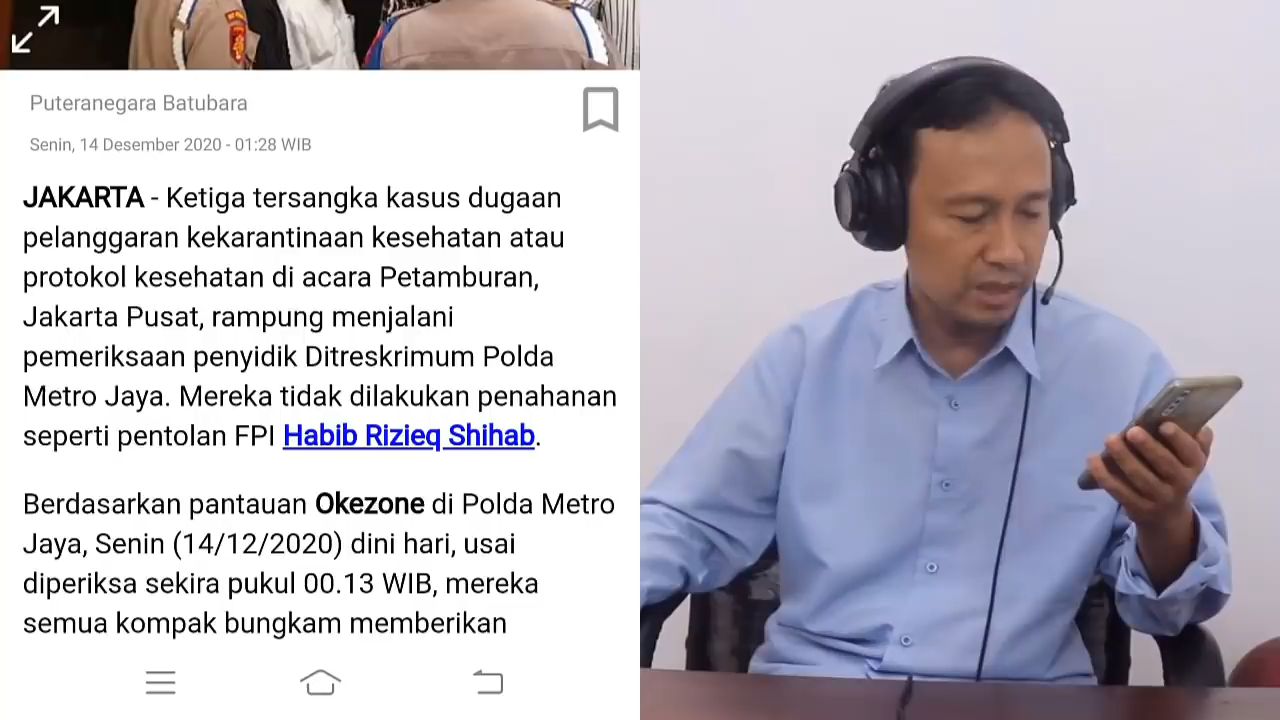 Puteranegara Batubara
Senin, 14 Desember 2020 - 01:28 WIB
JAKARTA - Ketiga tersangka kasus dugaan
pelanggaran kekarantinaan kesehatan atau
protokol kesehatan di acara Petamburan,
Jakarta Pusat, rampung menjalani
pemeriksaan penyidik Ditreskrimum Polda
Metro Jaya. Mereka tidak dilakukan penahanan
seperti pentolan FPI Habib Rizieq Shihab.
Berdasarkan pantauan Okezone di Polda Metro
Jaya, Senin (14/12/2020) dini hari, usai
diperiksa sekira pukul 00.13 WIB, mereka
semua kompak bungkam memberikan